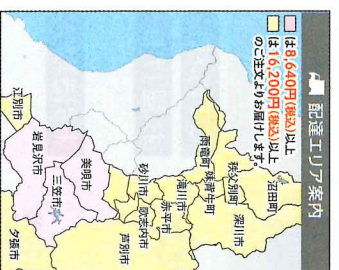 配達エリア案内
は8,640円(税込)以上
は16,200円(税込)以上
のご注文よりお届けします。
沼田町
秩父別町
深川市
雨竜町
妹背牛町
滝川市
赤平市
砂川市
歌志内市
芦別市
美唄市
三笠市
岩見沢市
江別市
夕張市